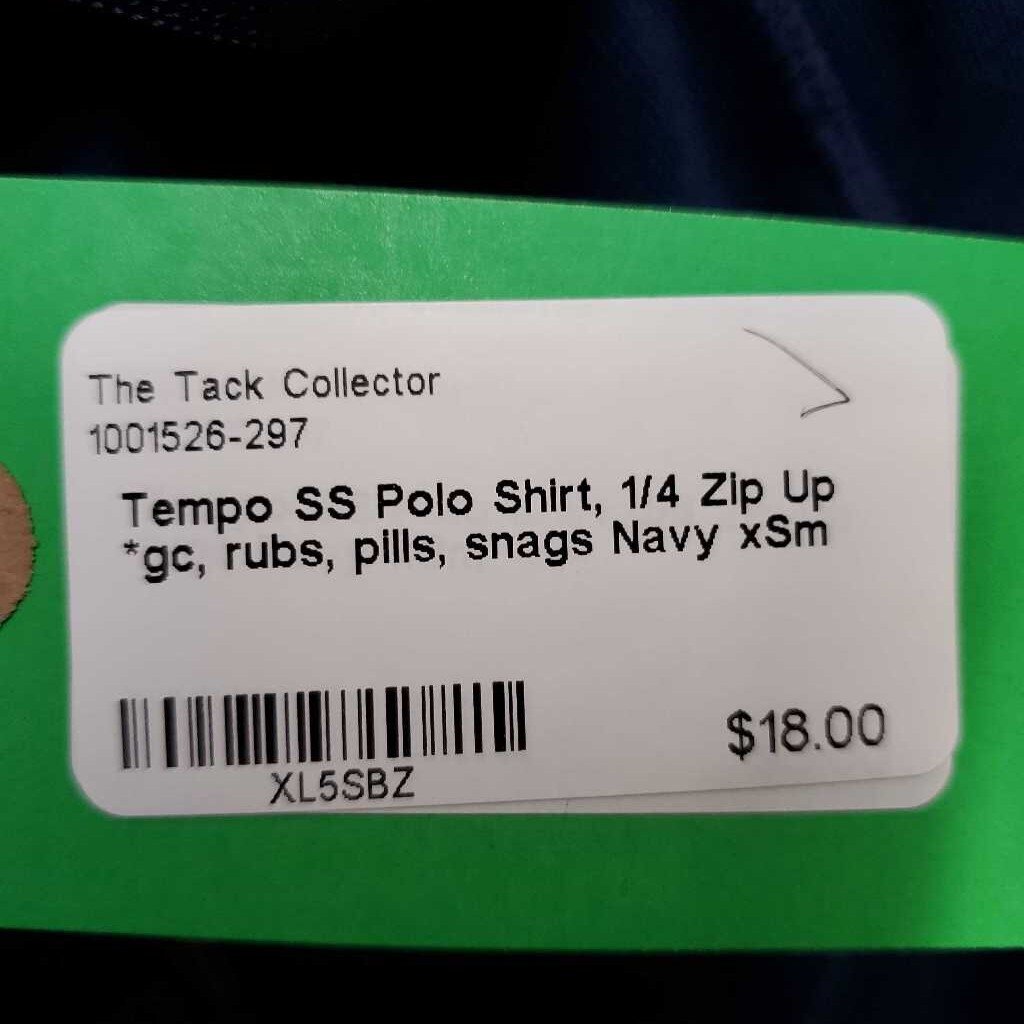 The Tack Collector
1001526-297
Tempo SS Polo Shirt, 1/4 Zip Up
*gc, rubs, pills, snags Navy xSm
XL5SBZ
$18.00